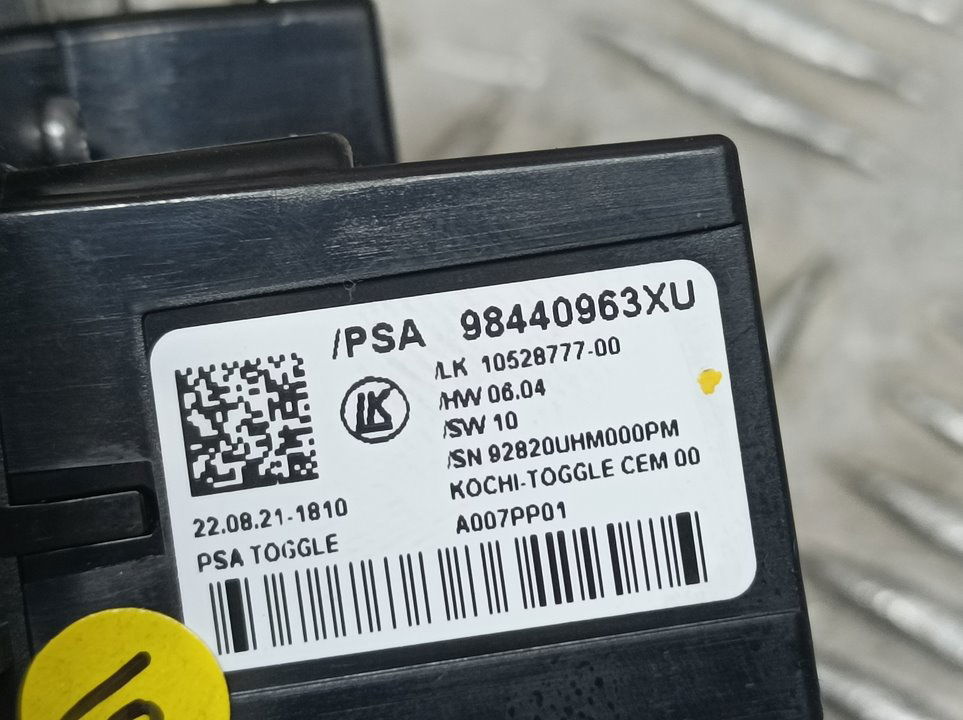 /PSA 98440963XU
LK
/LK 10528777-00
/HW 06.04
/SW 10
/SN 92820UHM000PM
KOCHI-TOGGLE CEM 00
22.08.21-1810
A007PP01
PSA TOGGLE